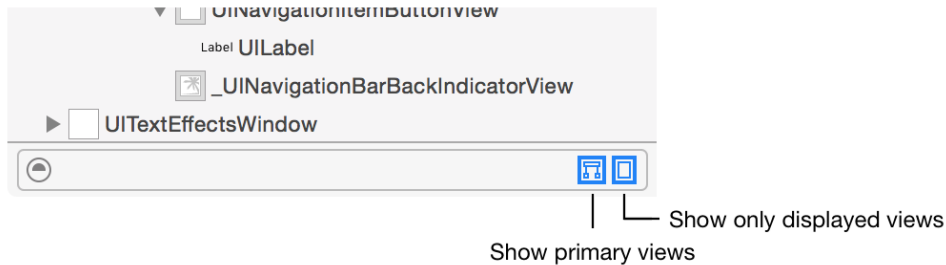 UINavigationItemButtonView
Label UILabel
_UINavigationBarBackIndicatorView
UITextEffectsWindow
Show only displayed views
Show primary views